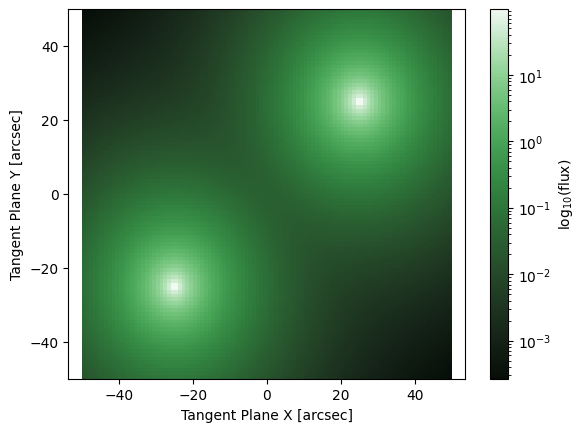 40
20
0
−20
−40
Tangent Plane Y [arcsec]
−40 −20 0 20 40
Tangent Plane X [arcsec]
10¹
10⁰
10⁻¹
10⁻²
10⁻³
log₁₀(flux)